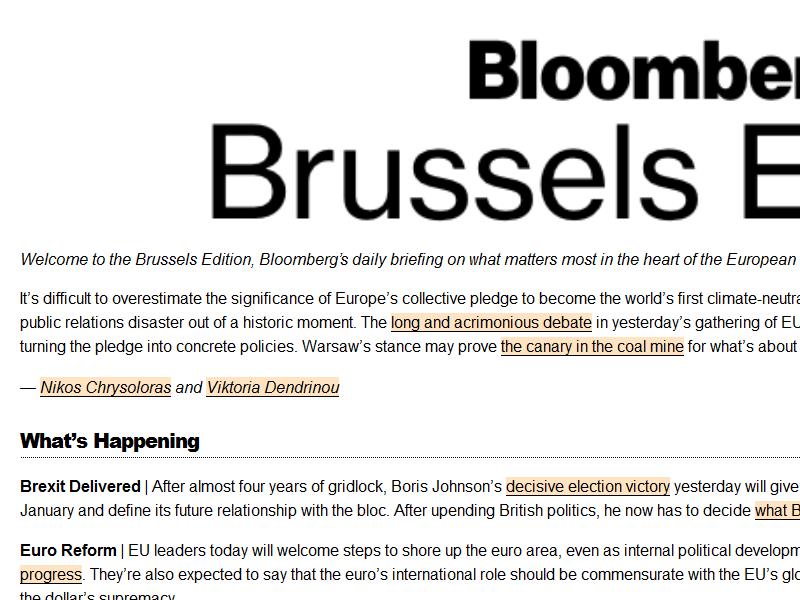 Bloomber
Brussels E
Welcome to the Brussels Edition, Bloomberg's daily briefing on what matters most in the heart of the European
It's difficult to overestimate the significance of Europe's collective pledge to become the world's first climate-neutra
public relations disaster out of a historic moment. The long and acrimonious debate in yesterday's gathering of EU
turning the pledge into concrete policies. Warsaw's stance may prove the canary in the coal mine for what's about
— Nikos Chrysoloras and Viktoria Dendrinou
What's Happening
Brexit Delivered | After almost four years of gridlock, Boris Johnson's decisive election victory yesterday will give
January and define its future relationship with the bloc. After upending British politics, he now has to decide what B
Euro Reform | EU leaders today will welcome steps to shore up the euro area, even as internal political developm
progress. They're also expected to say that the euro's international role should be commensurate with the EU's glo
the dollar's supremacy.